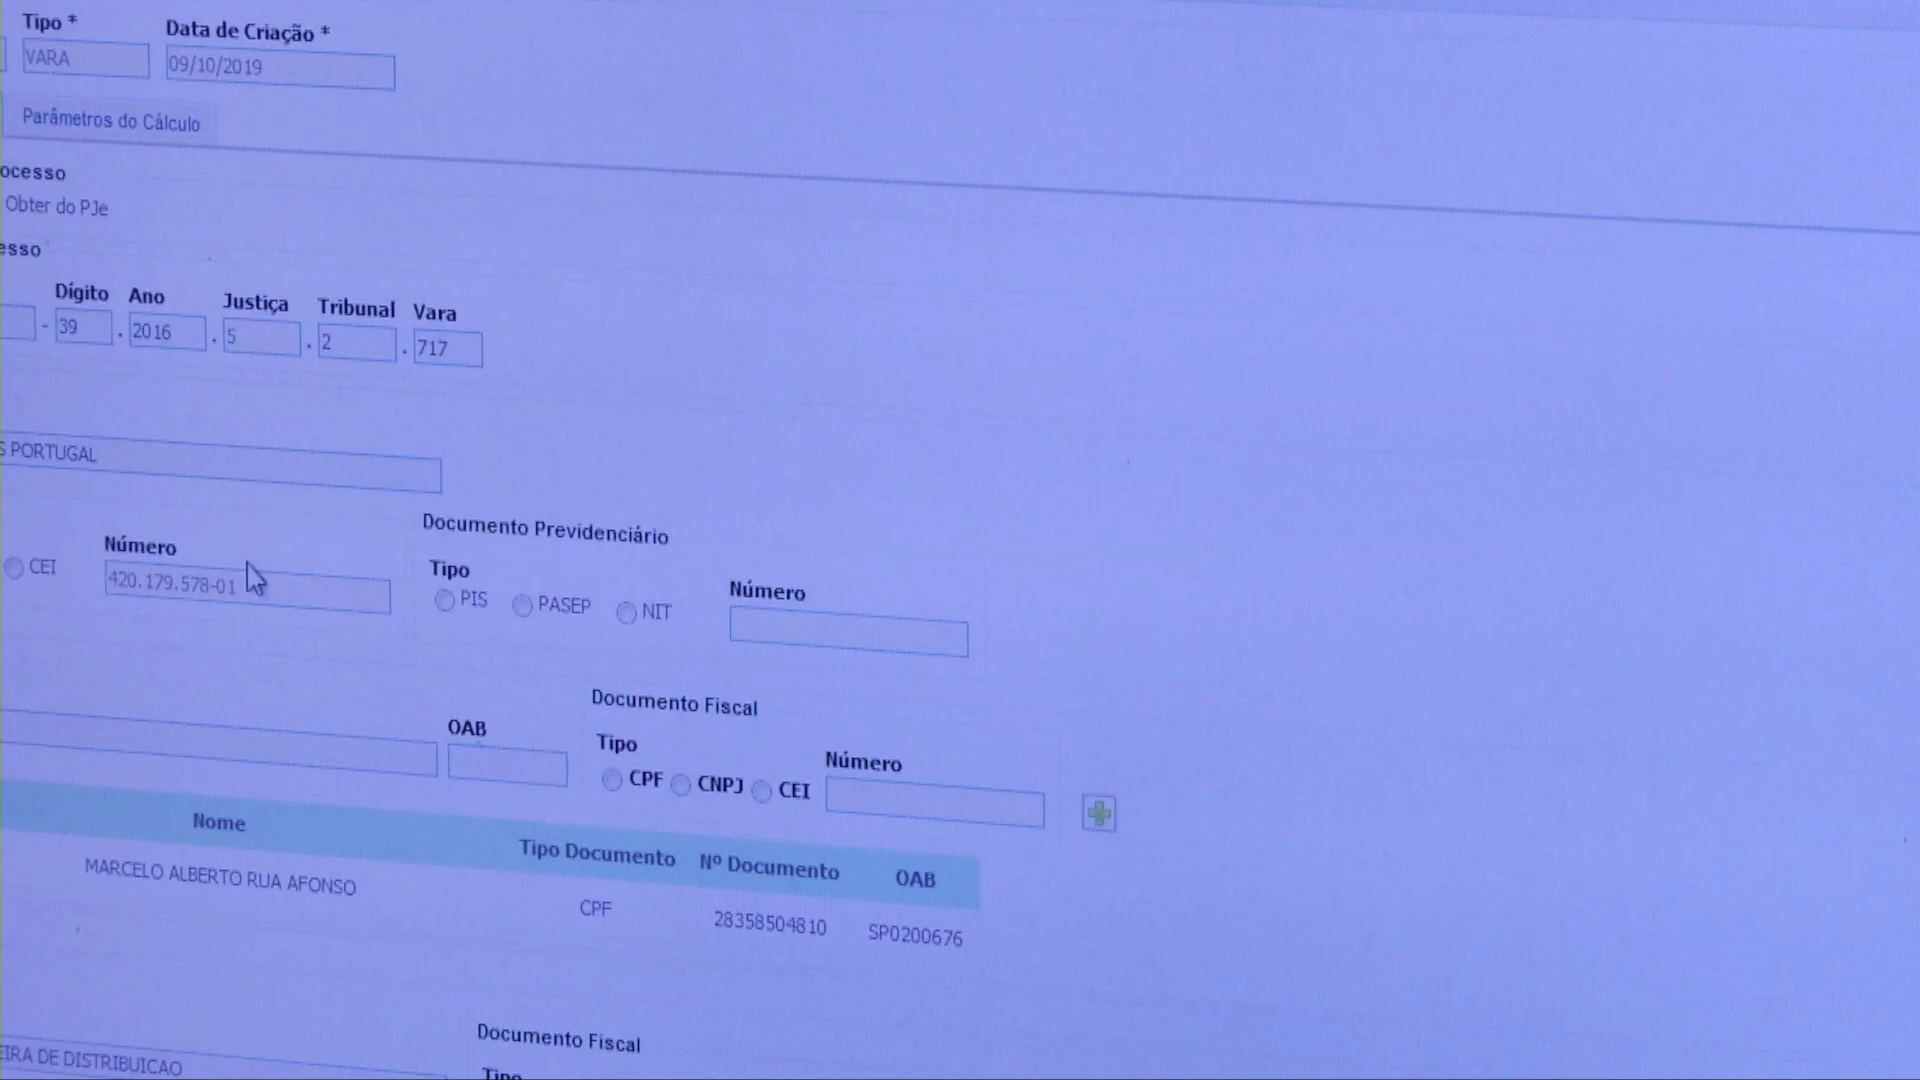 Tipo * Data de Criação *
VARA 09/10/2019
Parâmetros do Cálculo
ocesso
Obter do PJe
esso
Dígito Ano Justiça Tribunal Vara
- 39 . 2016 . 5 . 2 . 717
S PORTUGAL
Documento Previdenciário
Número Tipo Número
CEI 420.179.578-01 PIS PASEP NIT
Documento Fiscal
OAB Tipo Número
CPF CNPJ CEI
Nome Tipo Documento Nº Documento OAB
MARCELO ALBERTO RUA AFONSO CPF 28358504810 SP0200676
Documento Fiscal
EIRA DE DISTRIBUICAO Tipo